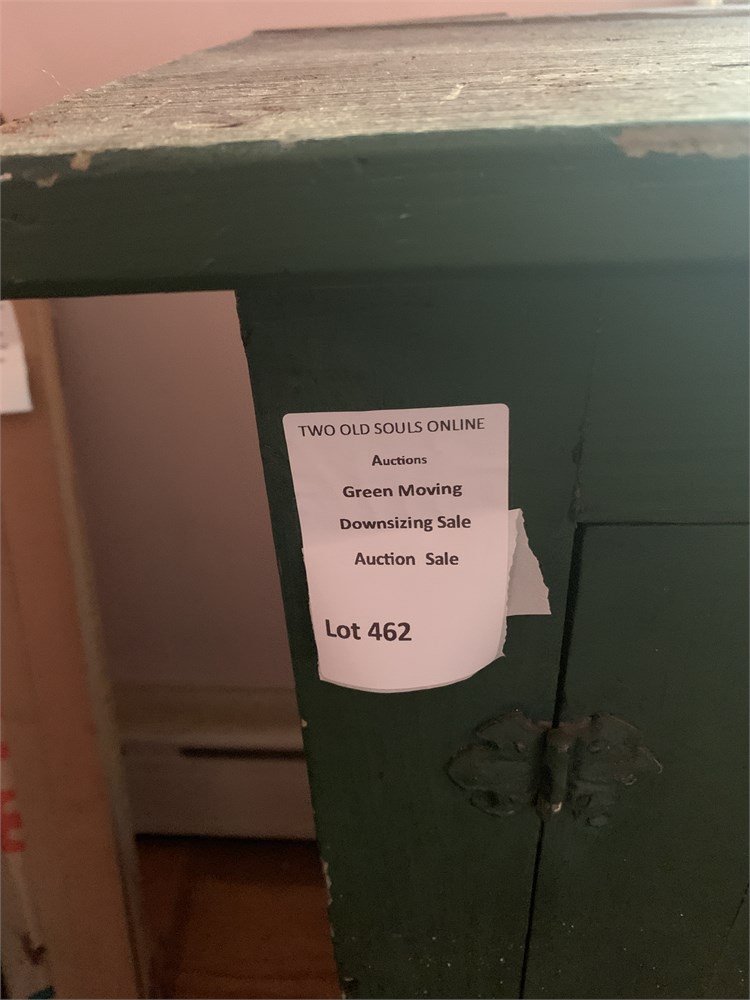 TWO OLD SOULS ONLINE
Auctions
Green Moving
Downsizing Sale
Auction Sale
Lot 462